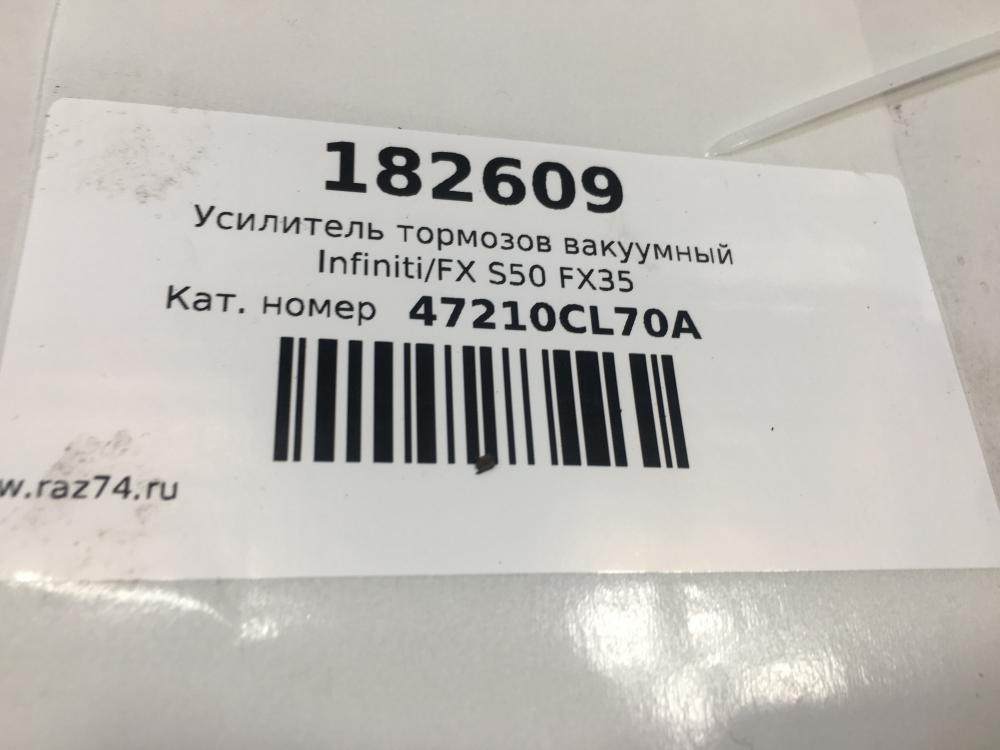 182609
Усилитель тормозов вакуумный
Infiniti/FX S50 FX35
Кат. номер 47210CL70A
w.raz74.ru